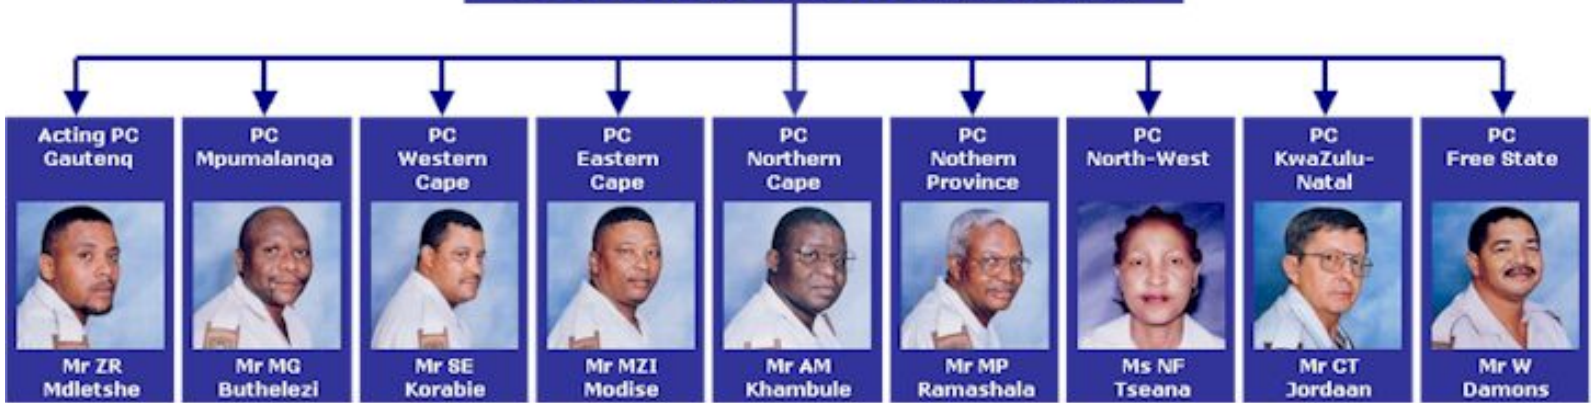 Acting PC
Gauteng
Mr ZR
Mdletshe
PC
Mpumalanga
Mr MG
Buthelezi
PC
Western
Cape
Mr SE
Korabie
PC
Eastern
Cape
Mr MZI
Modise
PC
Northern
Cape
Mr AM
Khambule
PC
Nothern
Province
Mr MP
Ramashala
PC
North-West
Ms NF
Tseana
PC
KwaZulu-
Natal
Mr CT
Jordaan
PC
Free State
Mr W
Damons